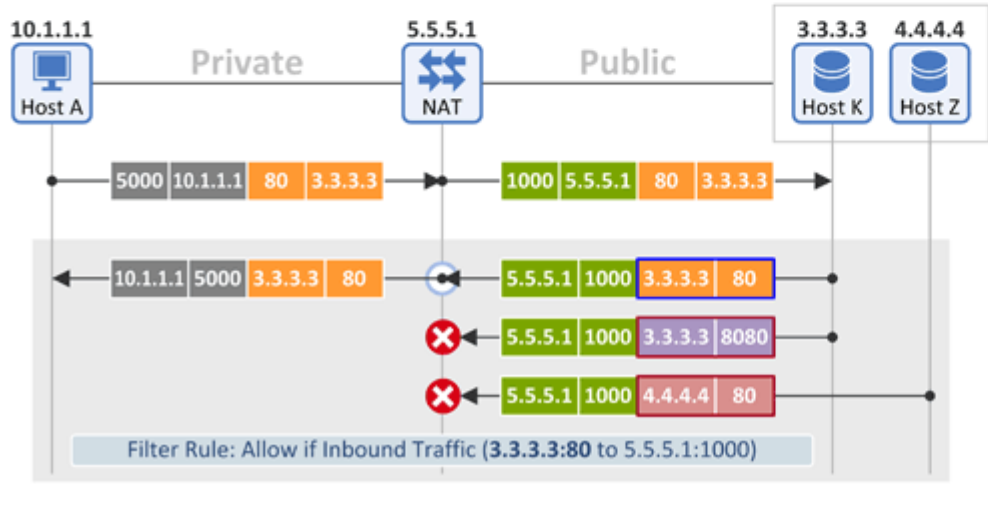 10.1.1.1 5.5.5.1 3.3.3.3 4.4.4.4
Private Public
Host A NAT Host K Host Z
5000 10.1.1.1 80 3.3.3.3 1000 5.5.5.1 80 3.3.3.3
10.1.1.1 5000 3.3.3.3 80 5.5.5.1 1000 3.3.3.3 80
5.5.5.1 1000 3.3.3.3 8080
5.5.5.1 1000 4.4.4.4 80
Filter Rule: Allow if Inbound Traffic (3.3.3.3:80 to 5.5.5.1:1000)